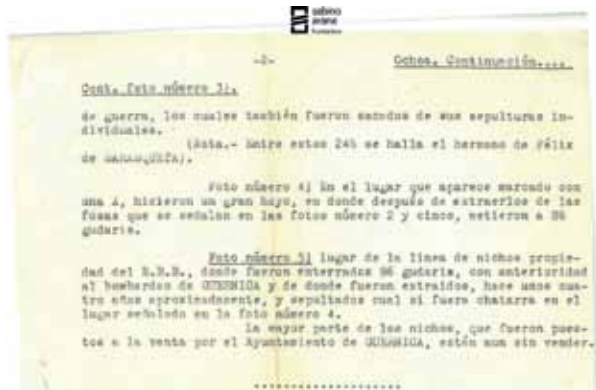 sabino
arana
fundazioa
-2- Ochoa. Continuación....
Cont. foto número 3).
de guerra, los cuales también fueron sacados de sus sepulturas in-
dividuales.
(Nota.- Entre estos 245 se halla el hermano de Félix
de
Foto número 4) En el lugar que aparece marcado con
una A, hicieron un gran hoyo, en donde después de extraerlos de las
fosas que se señalan en las fotos número 2 y cinco, metieron a 86
gudaris.
Foto número 5) lugar de la linea de nichos propie-
dad del E.B.B., donde fueron enterrados 86 gudaris, con anterioridad
al bombardeo de GUERNICA y de donde fueron extraidos, hace unos cua-
tro años aproximadamente, y sepultados cual si fuera chatarra en el
lugar señalado en la foto número 4.
La mayor parte de los nichos, que fueron pues-
tos a la venta por el Ayuntamiento de GUERNICA, están aun sin vender.